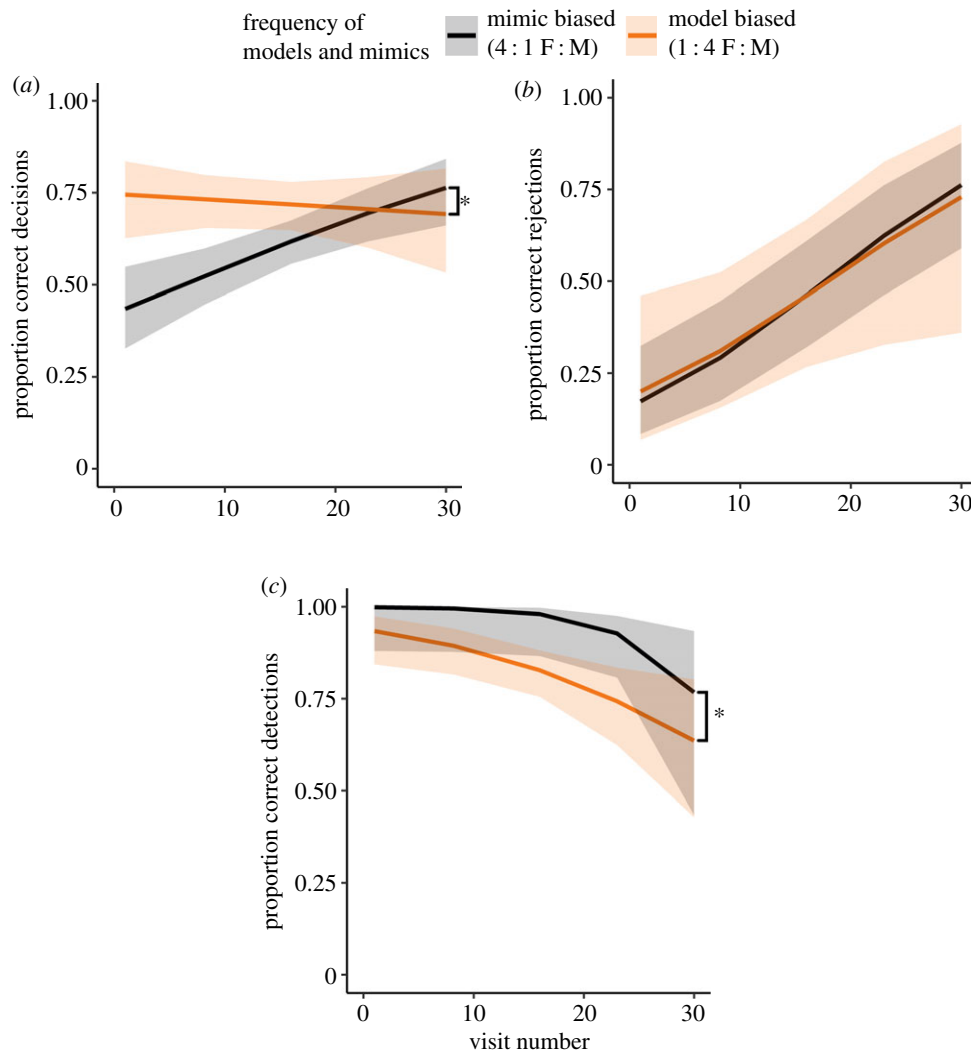 frequency of
models and mimics
mimic biased
(4 : 1 F : M)
model biased
(1 : 4 F : M)
(a)
1.00
0.75
0.50
0.25
0
proportion correct decisions
*
0 10 20 30
(b)
1.00
0.75
0.50
0.25
0
proportion correct rejections
0 10 20 30
(c)
1.00
0.75
0.50
0.25
0
proportion correct detections
*
0 10 20 30
visit number